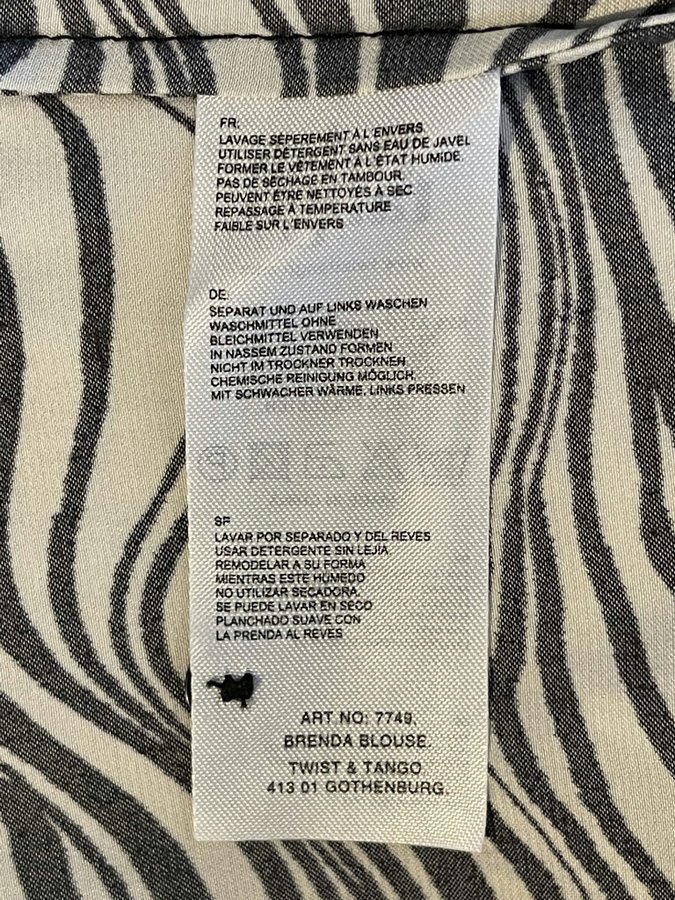 FR:
LAVAGE SÉPEREMENT À L'ENVERS
UTILISER DÉTERGENT SANS EAU DE JAVEL
FORMER LE VÊTEMENT À L'ÉTAT HUMIDE.
PAS DE SÉCHAGE EN TAMBOUR.
PEUVENT ÊTRE NETTOYÉS À SEC
REPASSAGE À TEMPERATURE
FAIBLE SUR L'ENVERS
DE:
SEPARAT UND AUF LINKS WASCHEN
WASCHMITTEL OHNE
BLEICHMITTEL VERWENDEN
IN NASSEM ZUSTAND FORMEN
NICHT IM TROCKNER TROCKNEN
CHEMISCHE REINIGUNG MÖGLICH.
MIT SCHWACHER WÄRME, LINKS PRESSEN
SP
LAVAR POR SEPARADO Y DEL REVES
USAR DETERGENTE SIN LEJÍA
REMODELAR A SU FORMA
MIENTRAS ESTE HÚMEDO
NO UTILIZAR SECADORA.
SE PUEDE LAVAR EN SECO
PLANCHADO SUAVE CON
LA PRENDA AL REVES
ART NO: 7749,
BRENDA BLOUSE.
TWIST & TANGO
413 01 GOTHENBURG.